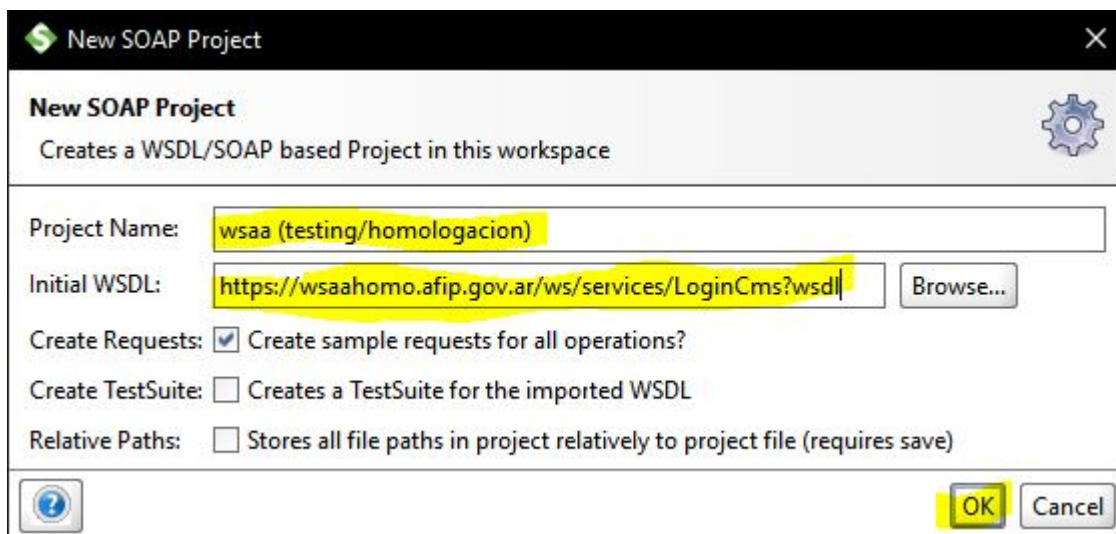 New SOAP Project
New SOAP Project
Creates a WSDL/SOAP based Project in this workspace
Project Name: wsaa (testing/homologacion)
Initial WSDL: https://wsaahomo.afip.gov.ar/ws/services/LoginCms?wsdl Browse...
Create Requests: Create sample requests for all operations?
Create TestSuite: Creates a TestSuite for the imported WSDL
Relative Paths: Stores all file paths in project relatively to project file (requires save)
? OK Cancel